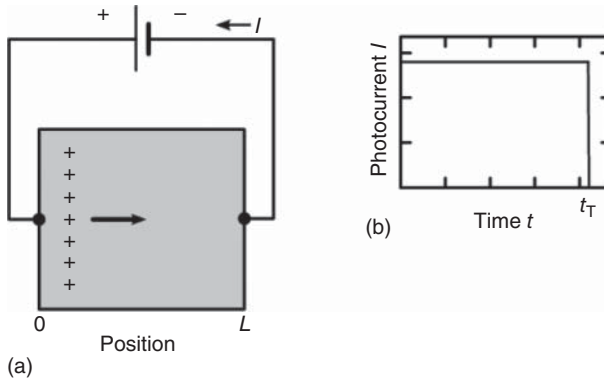 + − I
+
+
+
+
+
+
+
0 L
Position
(a)
Photocurrent I
Time t
t_T
(b)